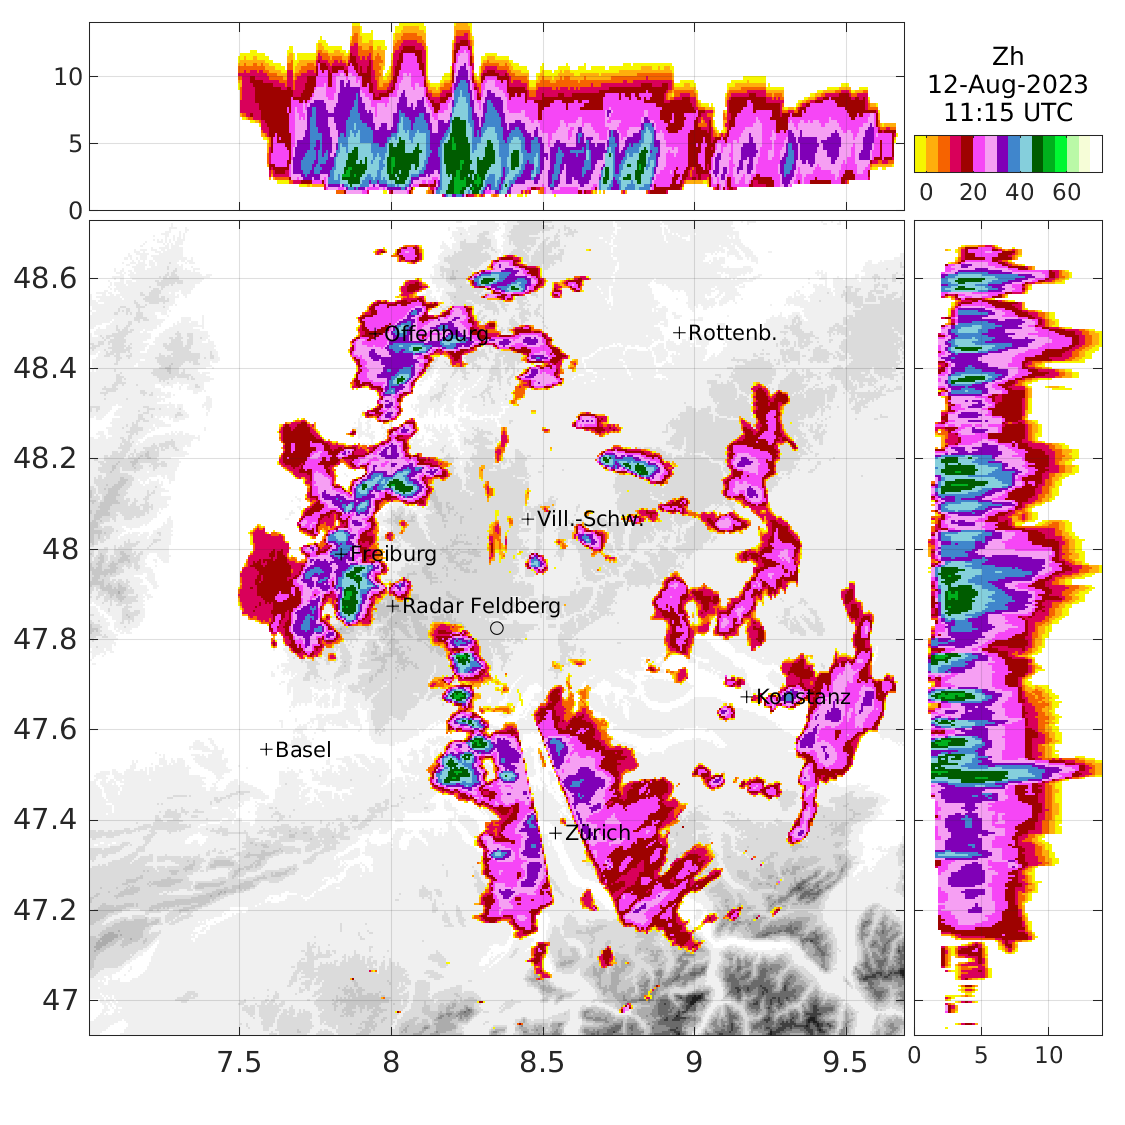 10
5
0
Zh
12-Aug-2023
11:15 UTC
0 20 40 60
48.6
48.4
48.2
48
47.8
47.6
47.4
47.2
47
+Offenburg
+Rottenb.
+Vill.-Schw.
+Freiburg
+Radar Feldberg
+Konstanz
+Basel
+Zürich
7.5 8 8.5 9 9.5
0 5 10